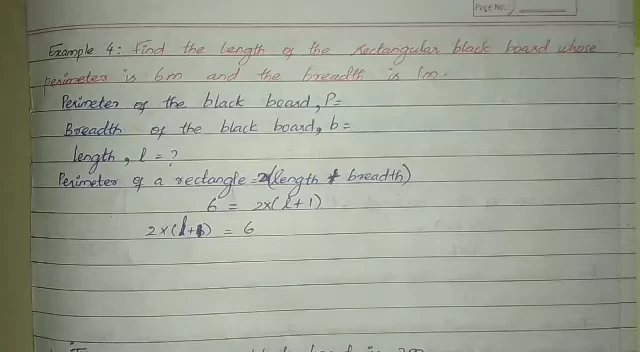 Page No.:
Example 4: Find the length of the rectangular black board whose
perimeter is 6m and the breadth is 1m.
Perimeter of the black board, P=
Breadth of the black board, b=
length, l = ?
Perimeter of a rectangle = 2(length + breadth)
6 = 2×(l+1)
2×(l+1) = 6